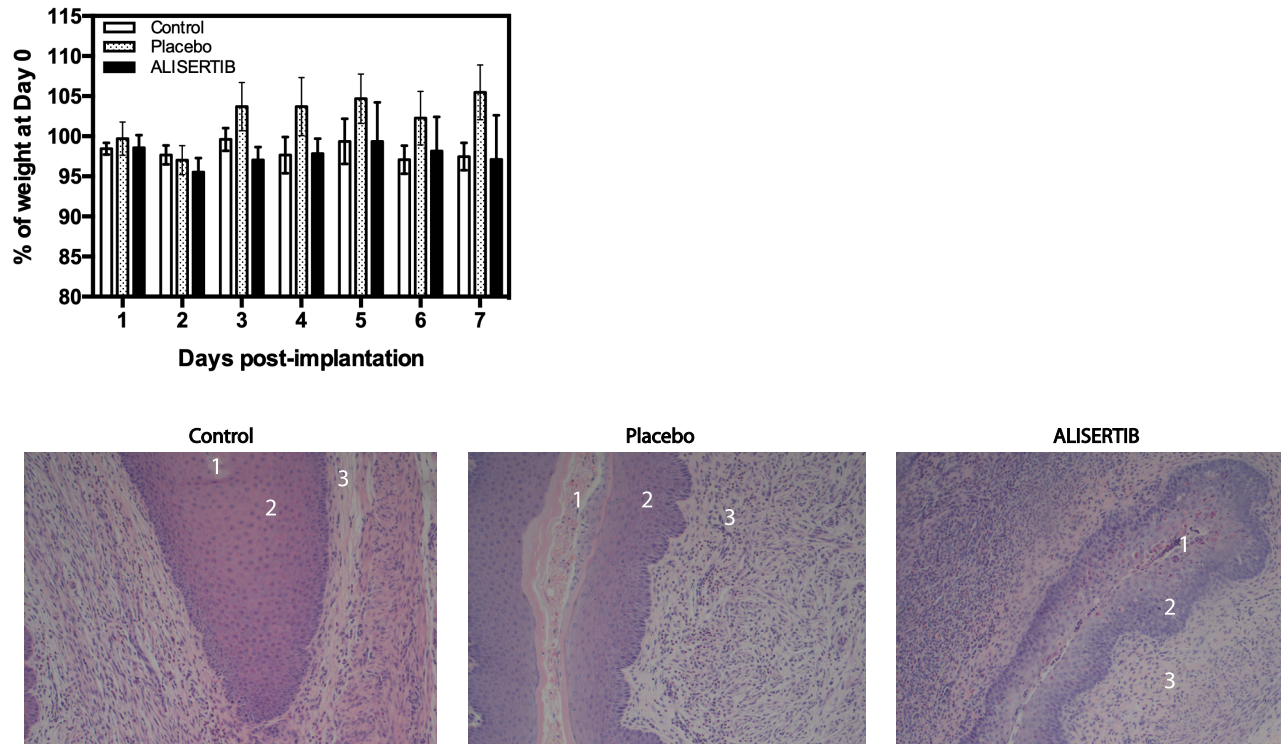 115
110
105
100
95
90
85
80
% of weight at Day 0
Control
Placebo
ALISERTIB
1 2 3 4 5 6 7
Days post-implantation
Control Placebo ALISERTIB
1 2 3
1 2 3
1 2 3